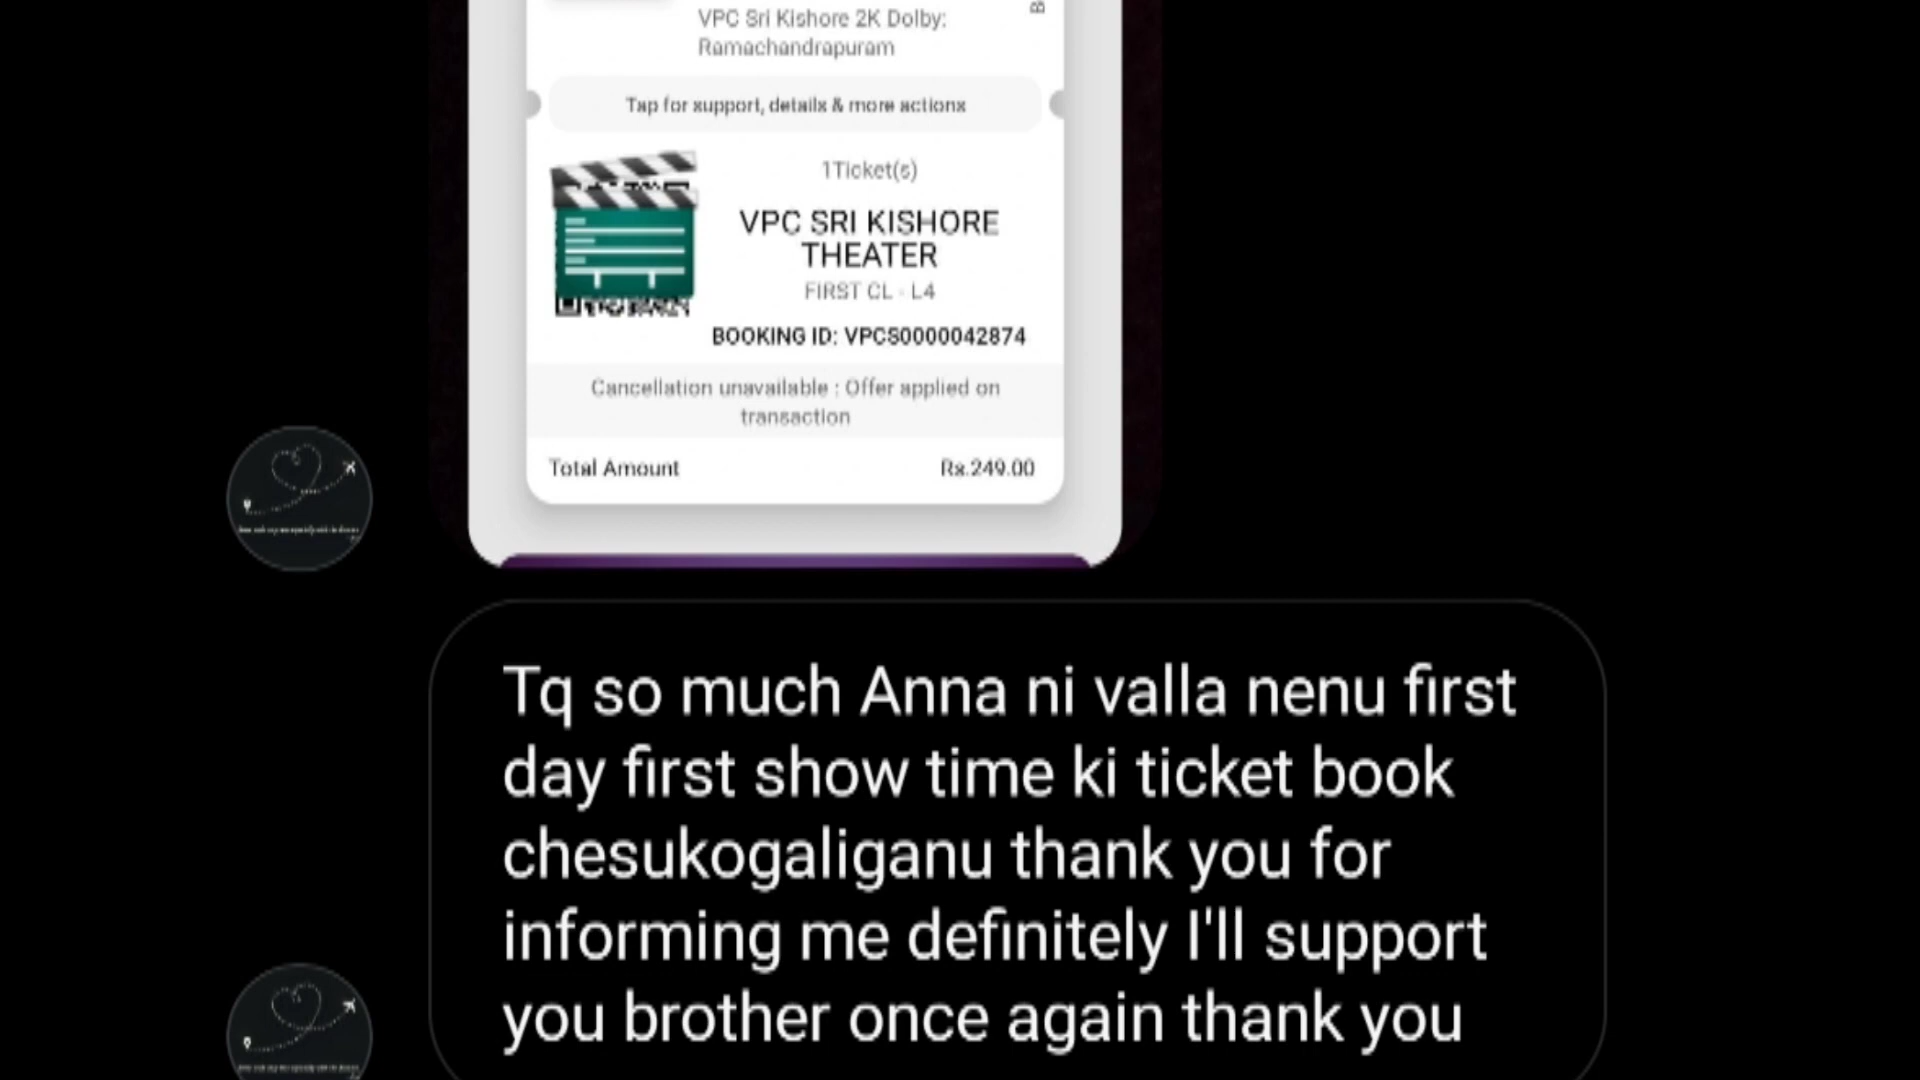 VPC Sri Kishore 2K Dolby:
Ramachandrapuram
Tap for support, details & more actions
1Ticket(s)
VPC SRI KISHORE
THEATER
FIRST CL - L4
BOOKING ID: VPCS0000042874
Cancellation unavailable : Offer applied on
transaction
Total Amount Rs.249.00
Tq so much Anna ni valla nenu first
day first show time ki ticket book
chesukogaliganu thank you for
informing me definitely I'll support
you brother once again thank you